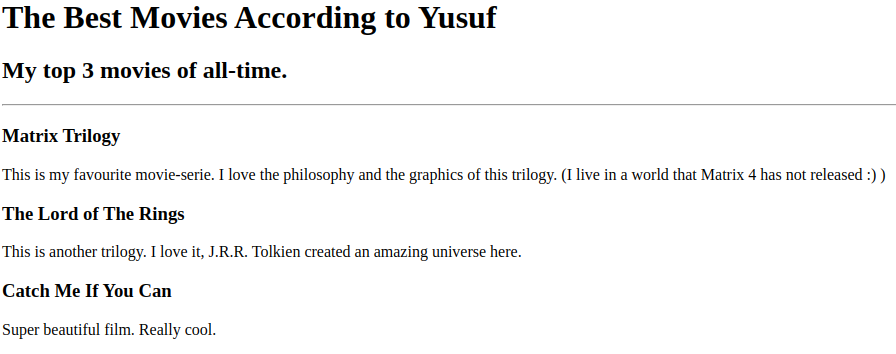 The Best Movies According to Yusuf
My top 3 movies of all-time.
Matrix Trilogy
This is my favourite movie-serie. I love the philosophy and the graphics of this trilogy. (I live in a world that Matrix 4 has not released :) )
The Lord of The Rings
This is another trilogy. I love it, J.R.R. Tolkien created an amazing universe here.
Catch Me If You Can
Super beautiful film. Really cool.